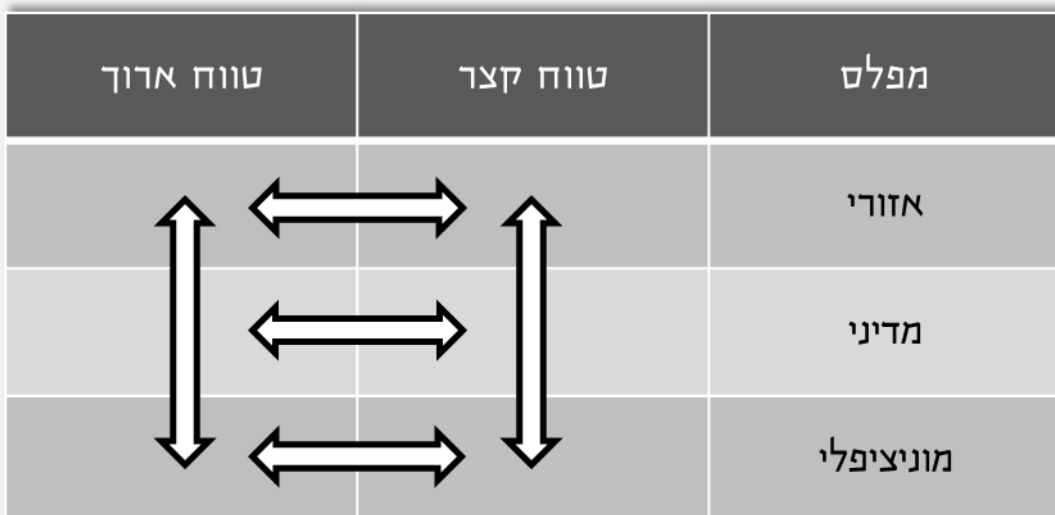 מפלס
טווח קצר
טווח ארוך
אזורי
מדיני
מוניציפלי